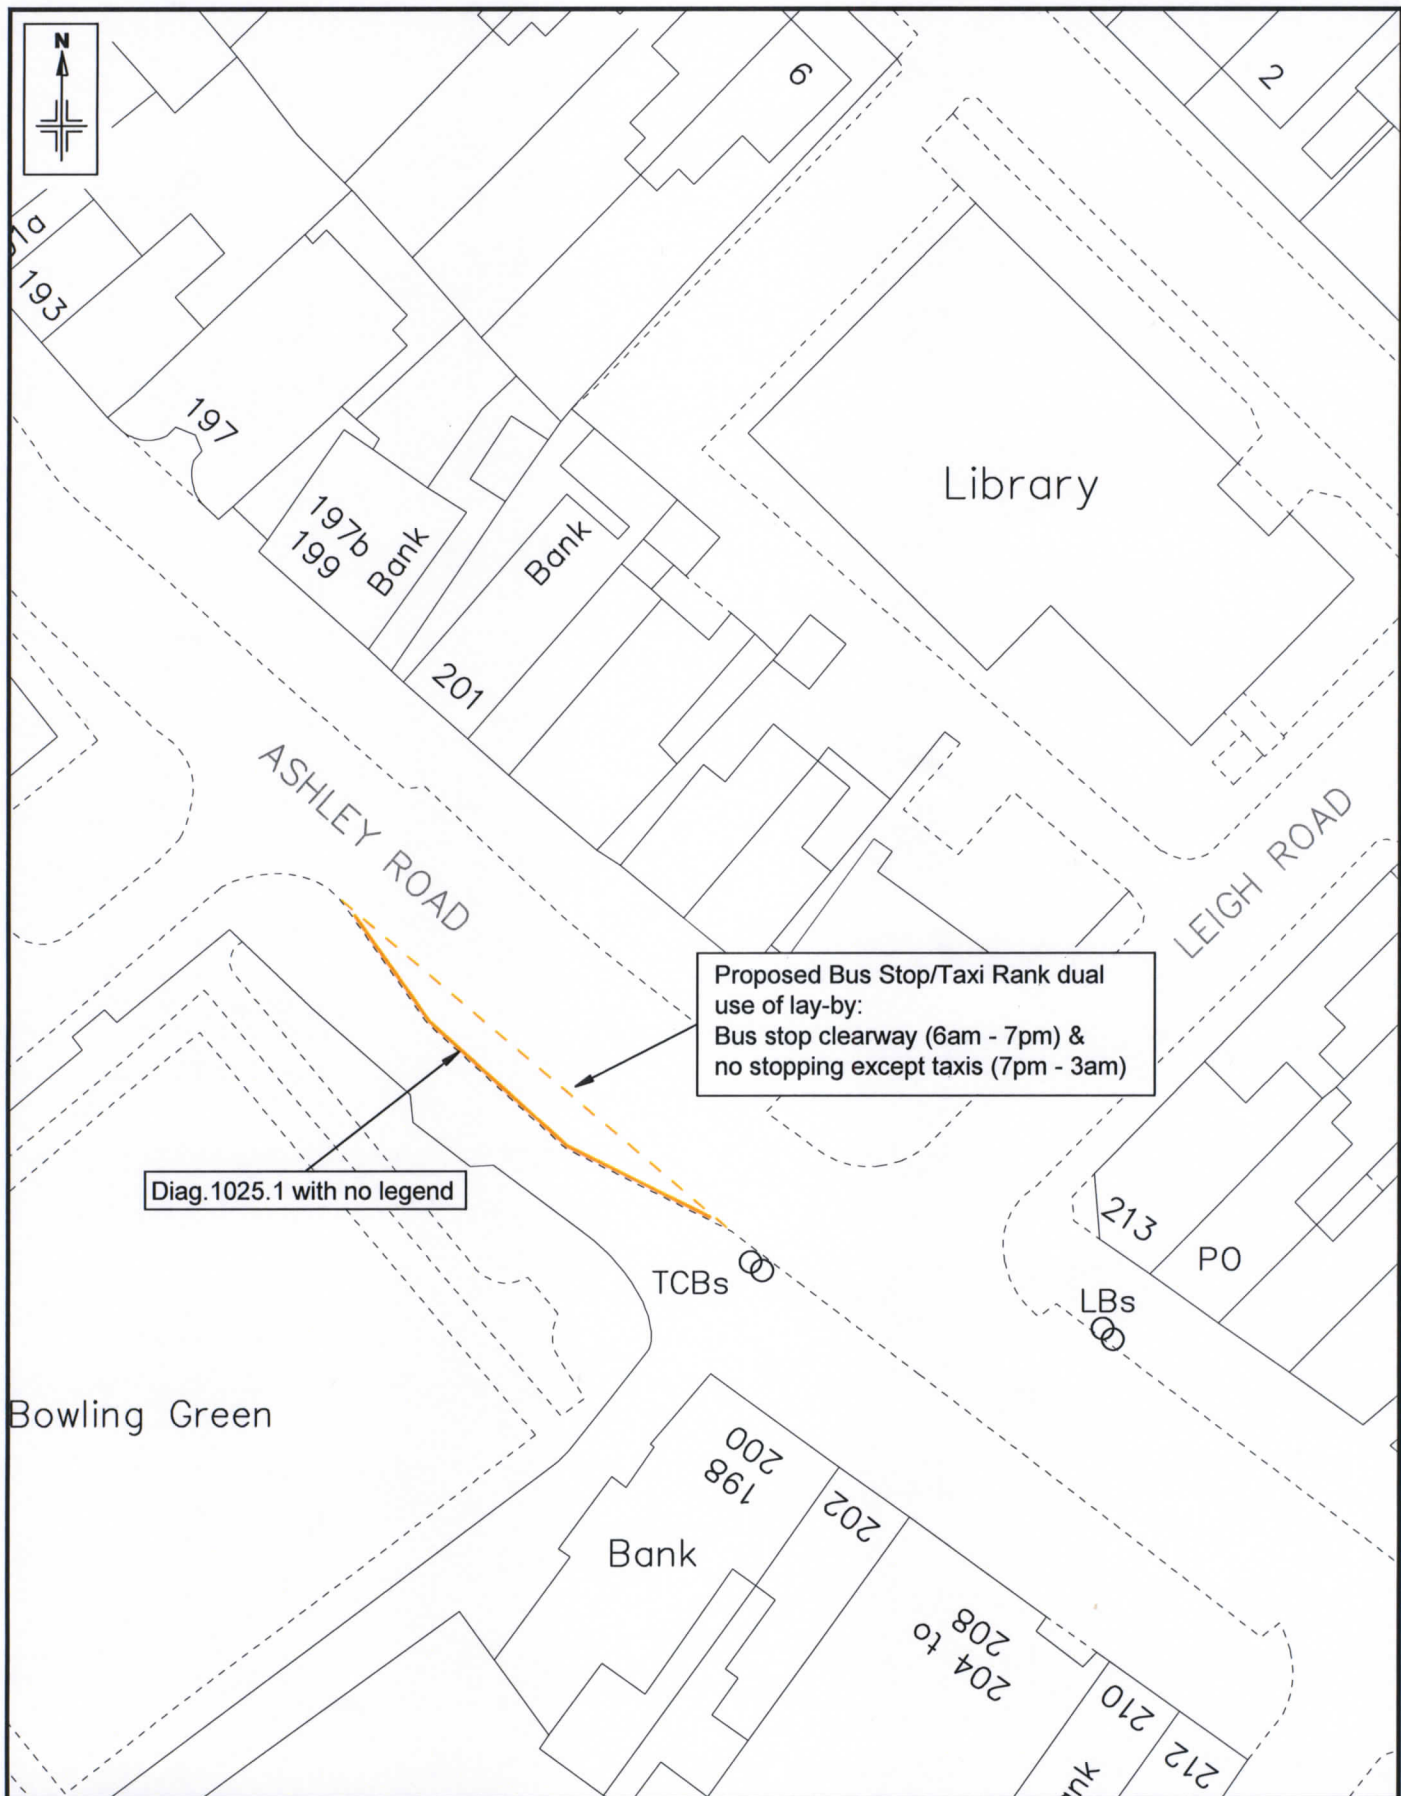 N
6
2
193
197
197b
199
Bank
Bank
201
Library
ASHLEY ROAD
LEIGH ROAD
Proposed Bus Stop/Taxi Rank dual
use of lay-by:
Bus stop clearway (6am - 7pm) &
no stopping except taxis (7pm - 3am)
Diag.1025.1 with no legend
TCBs
213
PO
LBs
Bowling Green
198
200
202
Bank
204 to
208
210
212